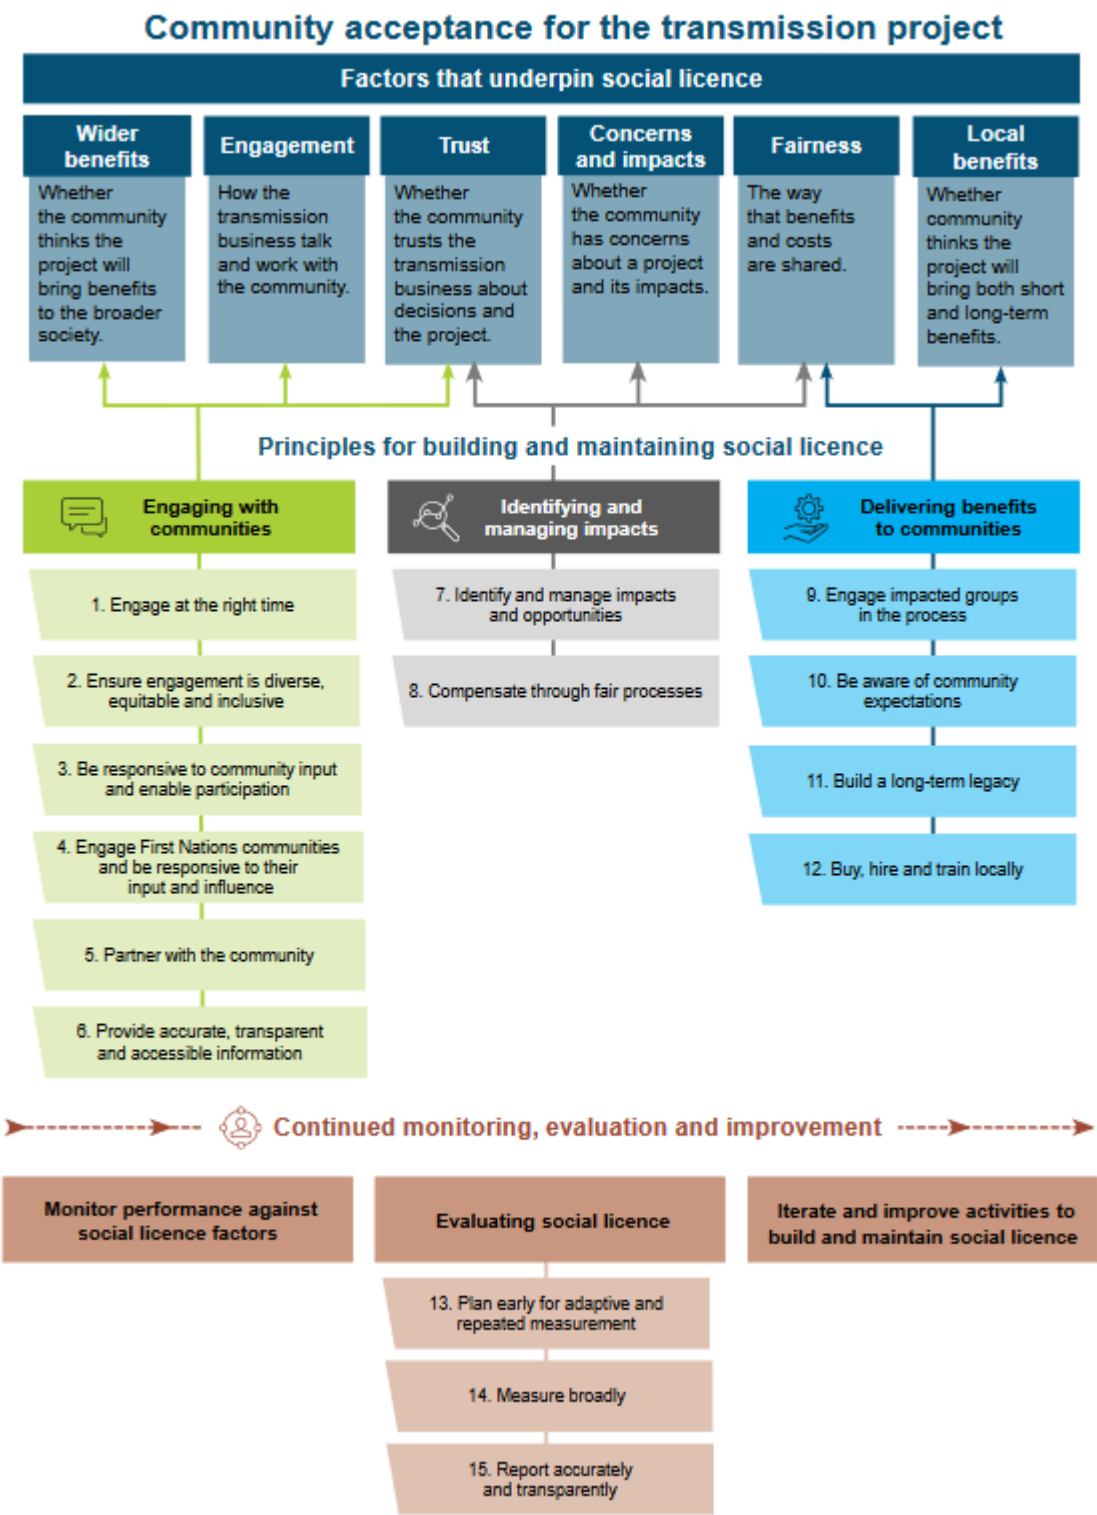 Community acceptance for the transmission project
Factors that underpin social licence
Wider
benefits
Whether
the community
thinks the
project will
bring benefits
to the broader
society.
Engagement
How the
transmission
business talk
and work with
the community.
Trust
Whether
the community
trusts the
transmission
business about
decisions and
the project.
Concerns
and impacts
Whether
the community
has concerns
about a project
and its impacts.
Fairness
The way
that benefits
and costs
are shared.
Local
benefits
Whether
community
thinks the
project will
bring both short
and long-term
benefits.
Principles for building and maintaining social licence
Engaging with
communities
1. Engage at the right time
2. Ensure engagement is diverse,
equitable and inclusive
3. Be responsive to community input
and enable participation
4. Engage First Nations communities
and be responsive to their
input and influence
5. Partner with the community
6. Provide accurate, transparent
and accessible information
Identifying and
managing impacts
7. Identify and manage impacts
and opportunities
8. Compensate through fair processes
Delivering benefits
to communities
9. Engage impacted groups
in the process
10. Be aware of community
expectations
11. Build a long-term legacy
12. Buy, hire and train locally
Continued monitoring, evaluation and improvement
Monitor performance against
social licence factors
Evaluating social licence
13. Plan early for adaptive and
repeated measurement
14. Measure broadly
15. Report accurately
and transparently
Iterate and improve activities to
build and maintain social licence